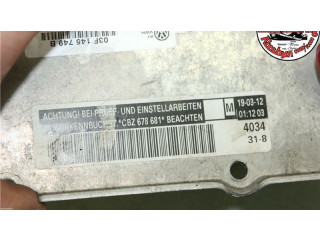 03F 145 749 B
ACHTUNG! BEI PRUEF- UND EINSTELLARBEITEN
*CBZ 678 681* BEACHTEN
M
19-03-12
01:12 03
4034
31-8